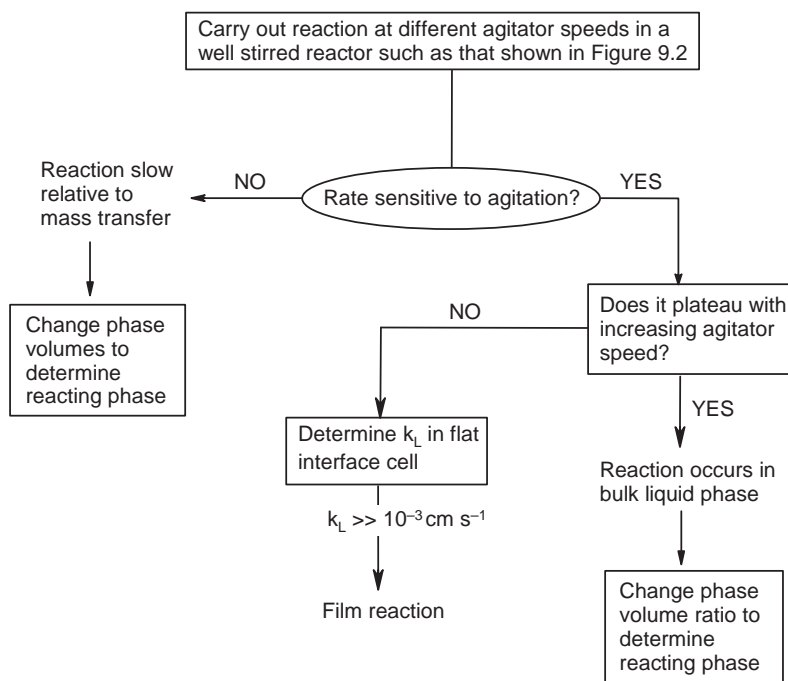 Carry out reaction at different agitator speeds in a
well stirred reactor such as that shown in Figure 9.2
Reaction slow
relative to
mass transfer
NO
Rate sensitive to agitation?
YES
Change phase
volumes to
determine
reacting phase
NO
Does it plateau with
increasing agitator
speed?
YES
Determine kL in flat
interface cell
kL >> 10–3 cm s–1
Film reaction
Reaction occurs in
bulk liquid phase
Change phase
volume ratio to
determine
reacting phase